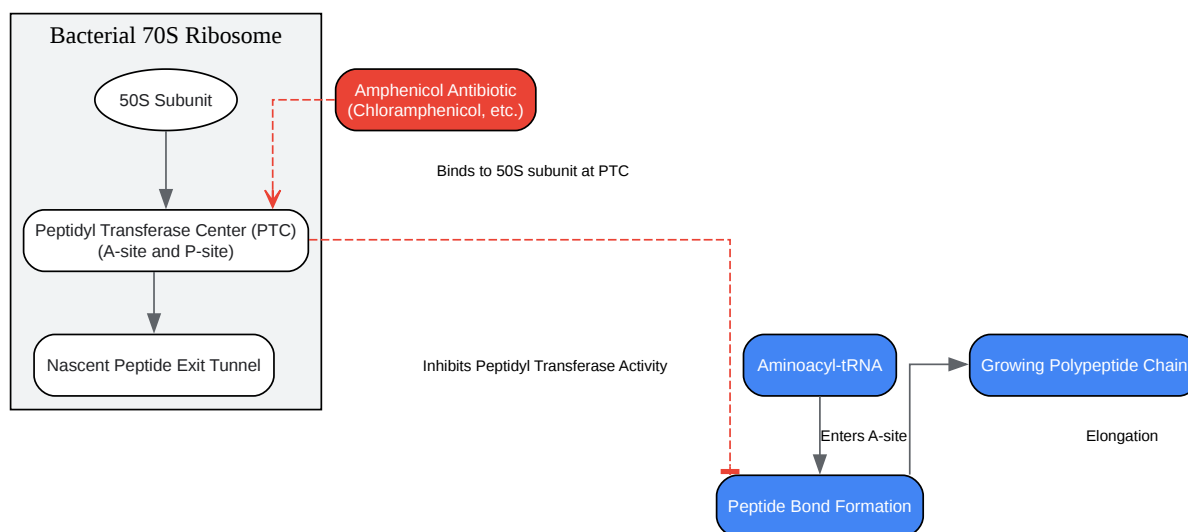 Bacterial 70S Ribosome
50S Subunit
Amphenicol Antibiotic
(Chloramphenicol, etc.)
Binds to 50S subunit at PTC
Peptidyl Transferase Center (PTC)
(A-site and P-site)
Nascent Peptide Exit Tunnel
Inhibits Peptidyl Transferase Activity
Aminoacyl-tRNA
Growing Polypeptide Chain
Enters A-site
Elongation
Peptide Bond Formation